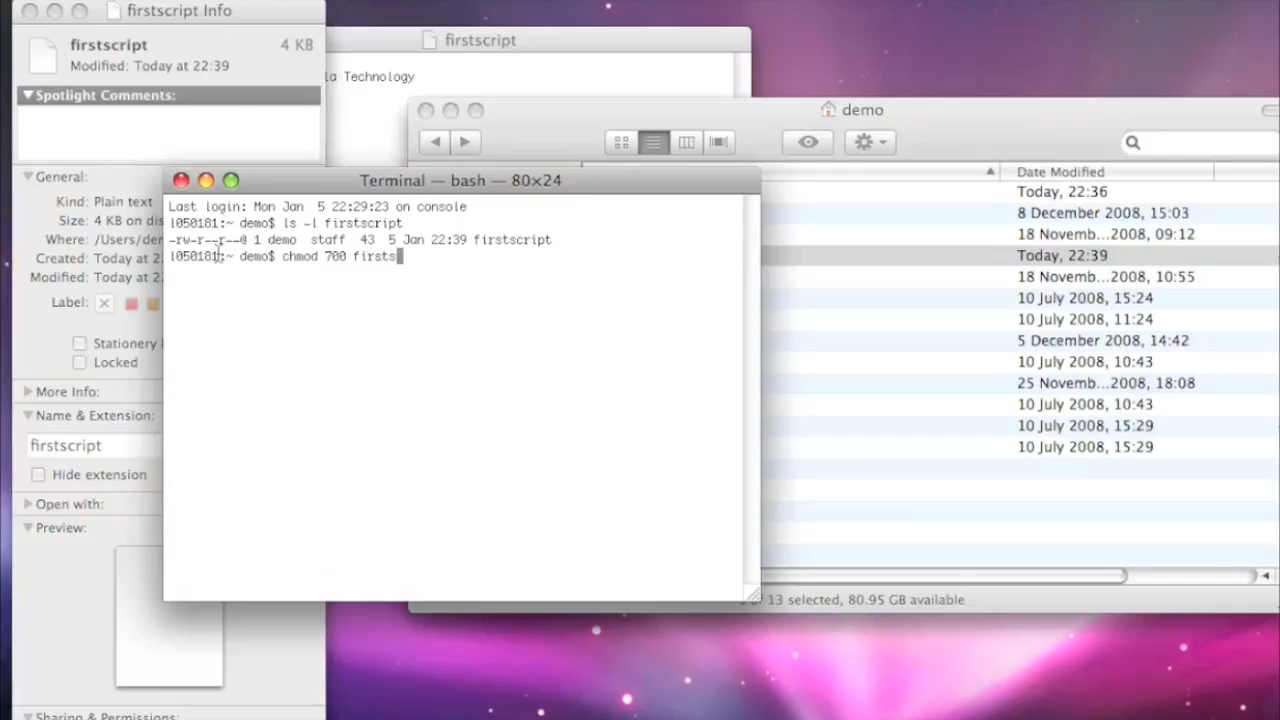 firstscript Info
firstscript
4 KB
Modified: Today at 22:39
Spotlight Comments:
General:
Kind: Plain text
Size: 4 KB on
Where: /Users/
Created: Today at 22
Modified: Today at 22
Label:
Stationery
Locked
More Info:
Name & Extension:
firstscript
Hide extension
Open with:
Preview:
Sharing & Permissions:
firstscript
la Technology
demo
Date Modified
Today, 22:36
8 December 2008, 15:03
18 Novemb...2008, 09:12
Today, 22:39
18 Novemb...2008, 10:55
10 July 2008, 15:24
10 July 2008, 11:24
5 December 2008, 14:42
10 July 2008, 10:43
25 Novemb...2008, 18:08
10 July 2008, 10:43
10 July 2008, 15:29
10 July 2008, 15:29
of 13 selected, 80.95 GB available
Terminal — bash — 80×24
Last login: Mon Jan  5 22:29:23 on console
l050181:~ demo$ ls -l firstscript
-rw-r--r--@ 1 demo  staff  43  5 Jan 22:39 firstscript
l050181:~ demo$ chmod 700 firsts